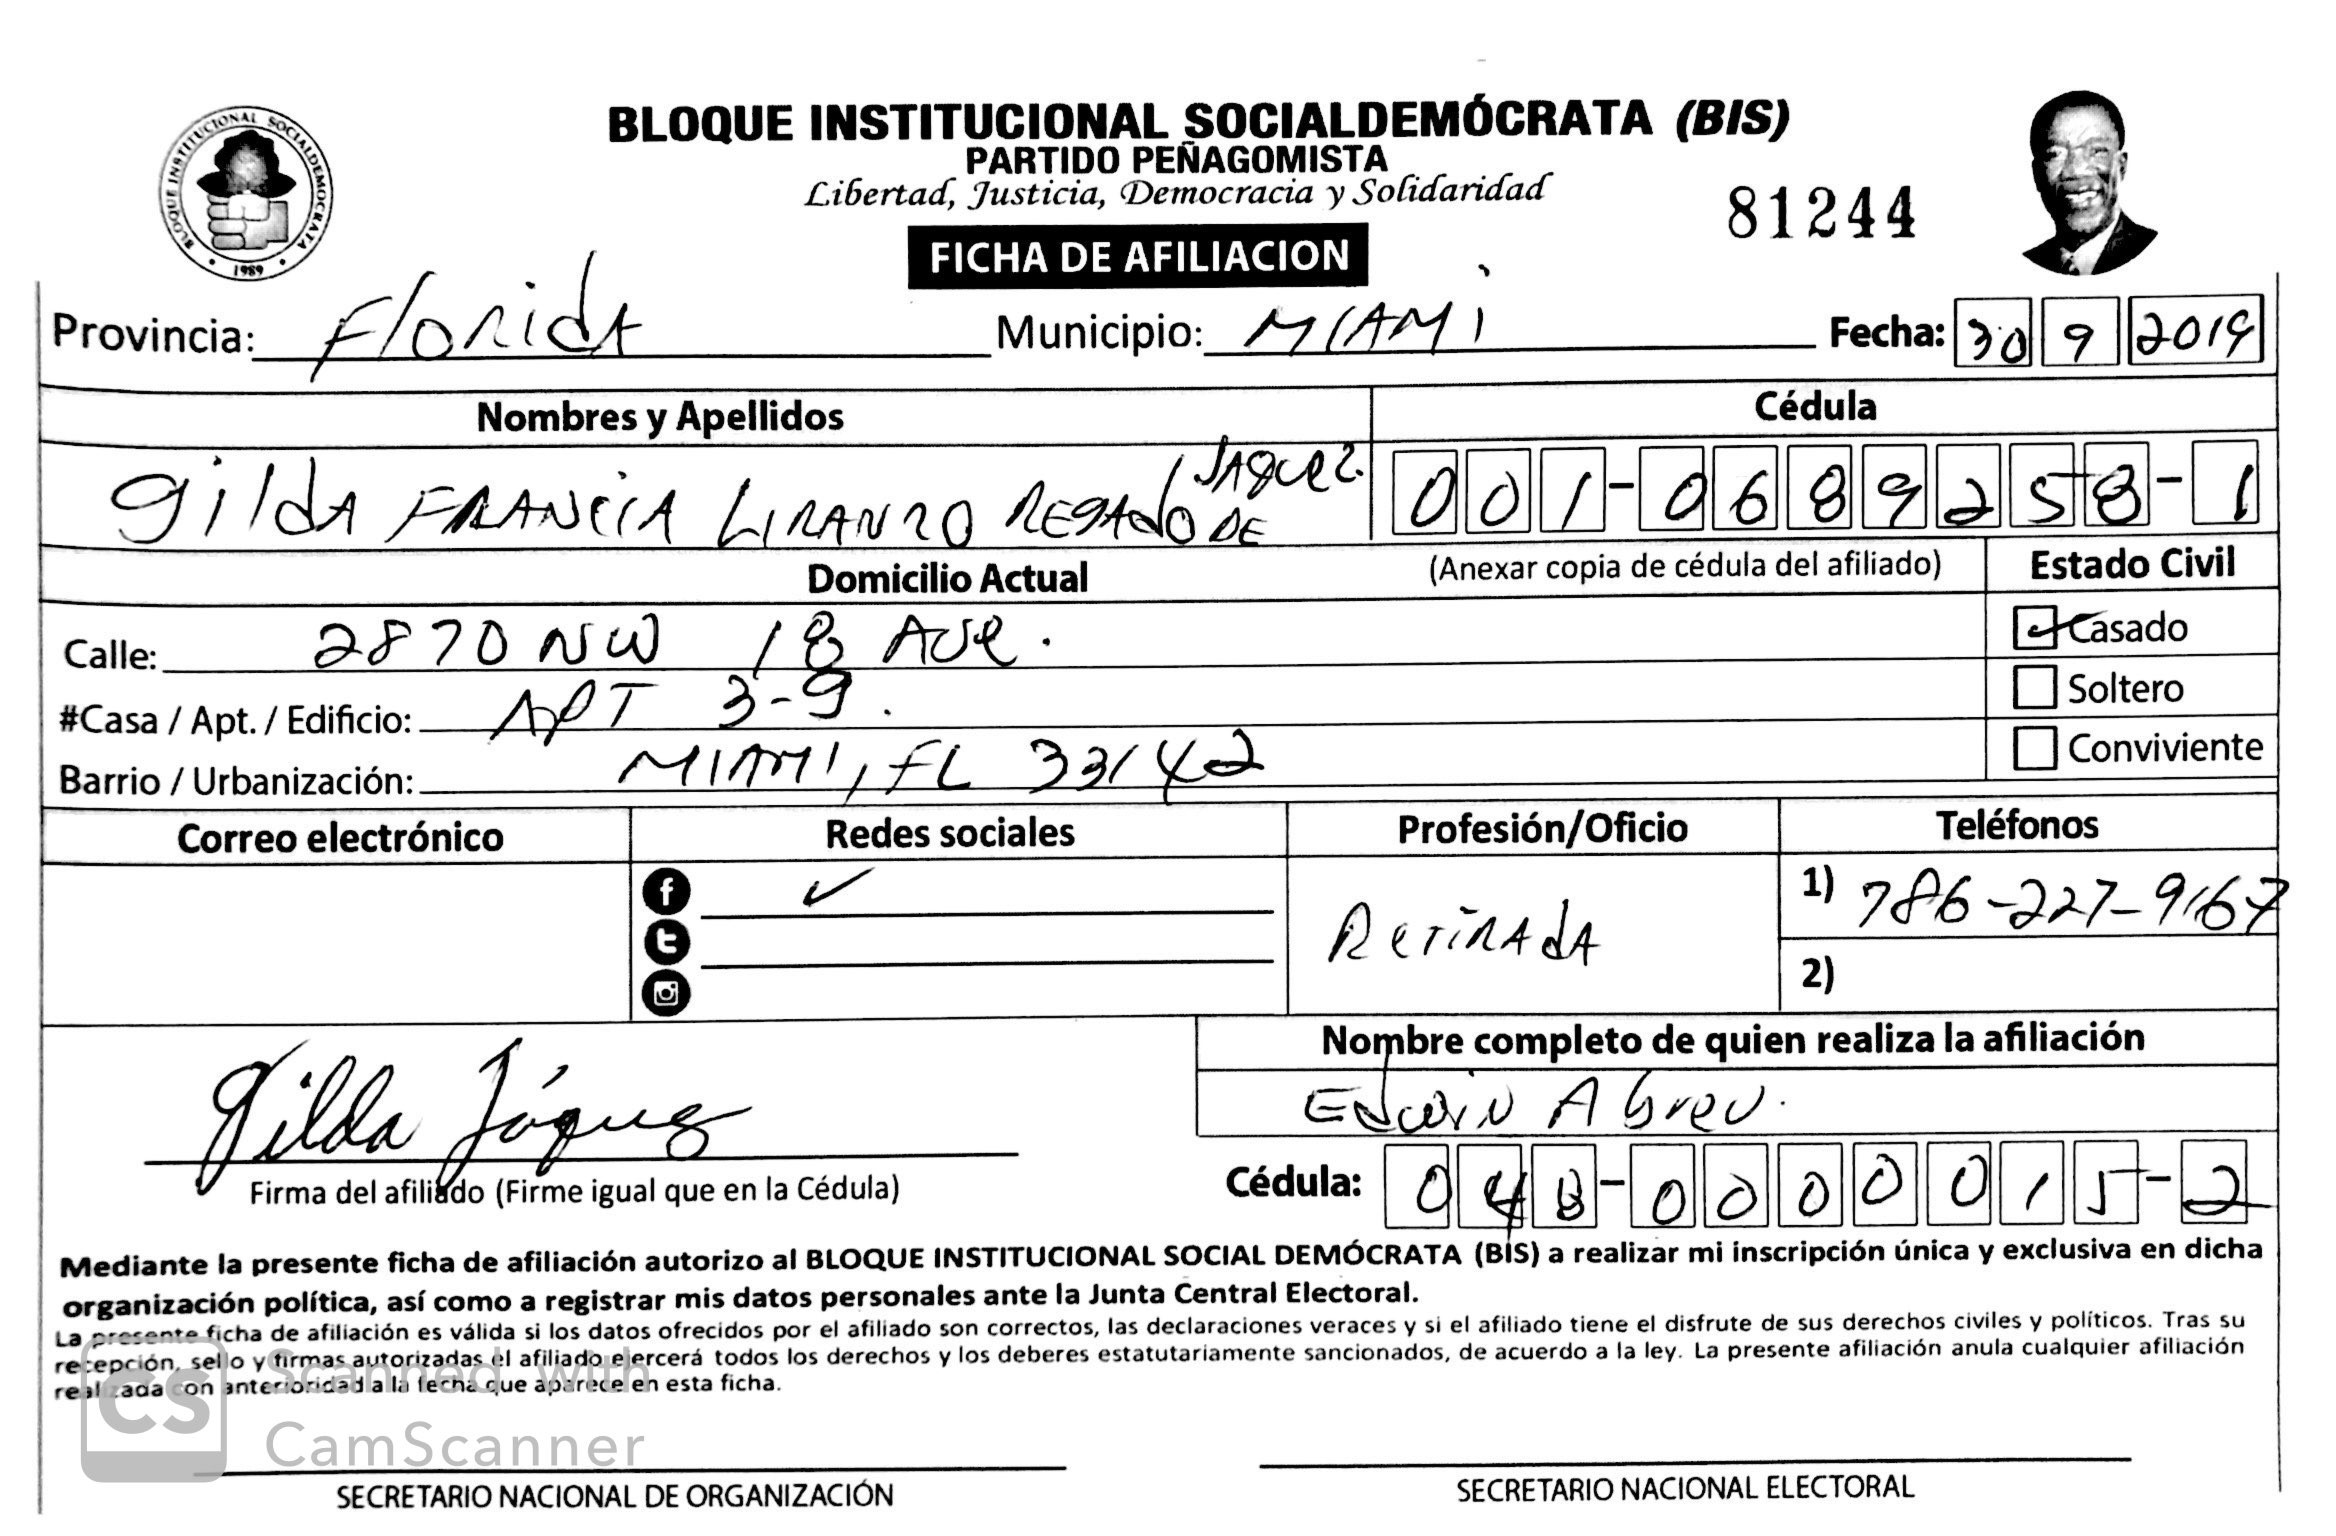 BLOQUE INSTITUCIONAL SOCIALDEMÓCRATA (BIS)
PARTIDO PEÑAGOMISTA
Libertad, Justicia, Democracia y Solidaridad
BLOQUE INSTITUCIONAL SOCIALDEMÓCRATA
• 1989 •
81244
FICHA DE AFILIACION
Provincia: Florida Municipio: MIAMi Fecha: 30 9 2019
Nombres y Apellidos Cédula
gildA FRANCIA LIRANZO REGAdO DE JAquez 001-0689258-1
Domicilio Actual (Anexar copia de cédula del afiliado) Estado Civil
Calle: 2870 NW 18 Ave. Casado
#Casa / Apt. / Edificio: APT 3-9. Soltero
Barrio / Urbanización: MIAMI, FL 33142 Conviviente
Correo electrónico Redes sociales Profesión/Oficio Teléfonos
RetiRAdA 1) 786-227-9167
2)
Nombre completo de quien realiza la afiliación
Edwin Abreu.
Gilda Jáquez
Firma del afiliado (Firme igual que en la Cédula) Cédula: 048-0000015-2
Mediante la presente ficha de afiliación autorizo al BLOQUE INSTITUCIONAL SOCIAL DEMÓCRATA (BIS) a realizar mi inscripción única y exclusiva en dicha
organización política, así como a registrar mis datos personales ante la Junta Central Electoral.
La presente ficha de afiliación es válida si los datos ofrecidos por el afiliado son correctos, las declaraciones veraces y si el afiliado tiene el disfrute de sus derechos civiles y políticos. Tras su
recepción, sello y firmas autorizadas el afiliado ejercerá todos los derechos y los deberes estatutariamente sancionados, de acuerdo a la ley. La presente afiliación anula cualquier afiliación
realizada con anterioridad a la fecha que aparece en esta ficha.
CS Scanned with
CamScanner
SECRETARIO NACIONAL DE ORGANIZACIÓN SECRETARIO NACIONAL ELECTORAL